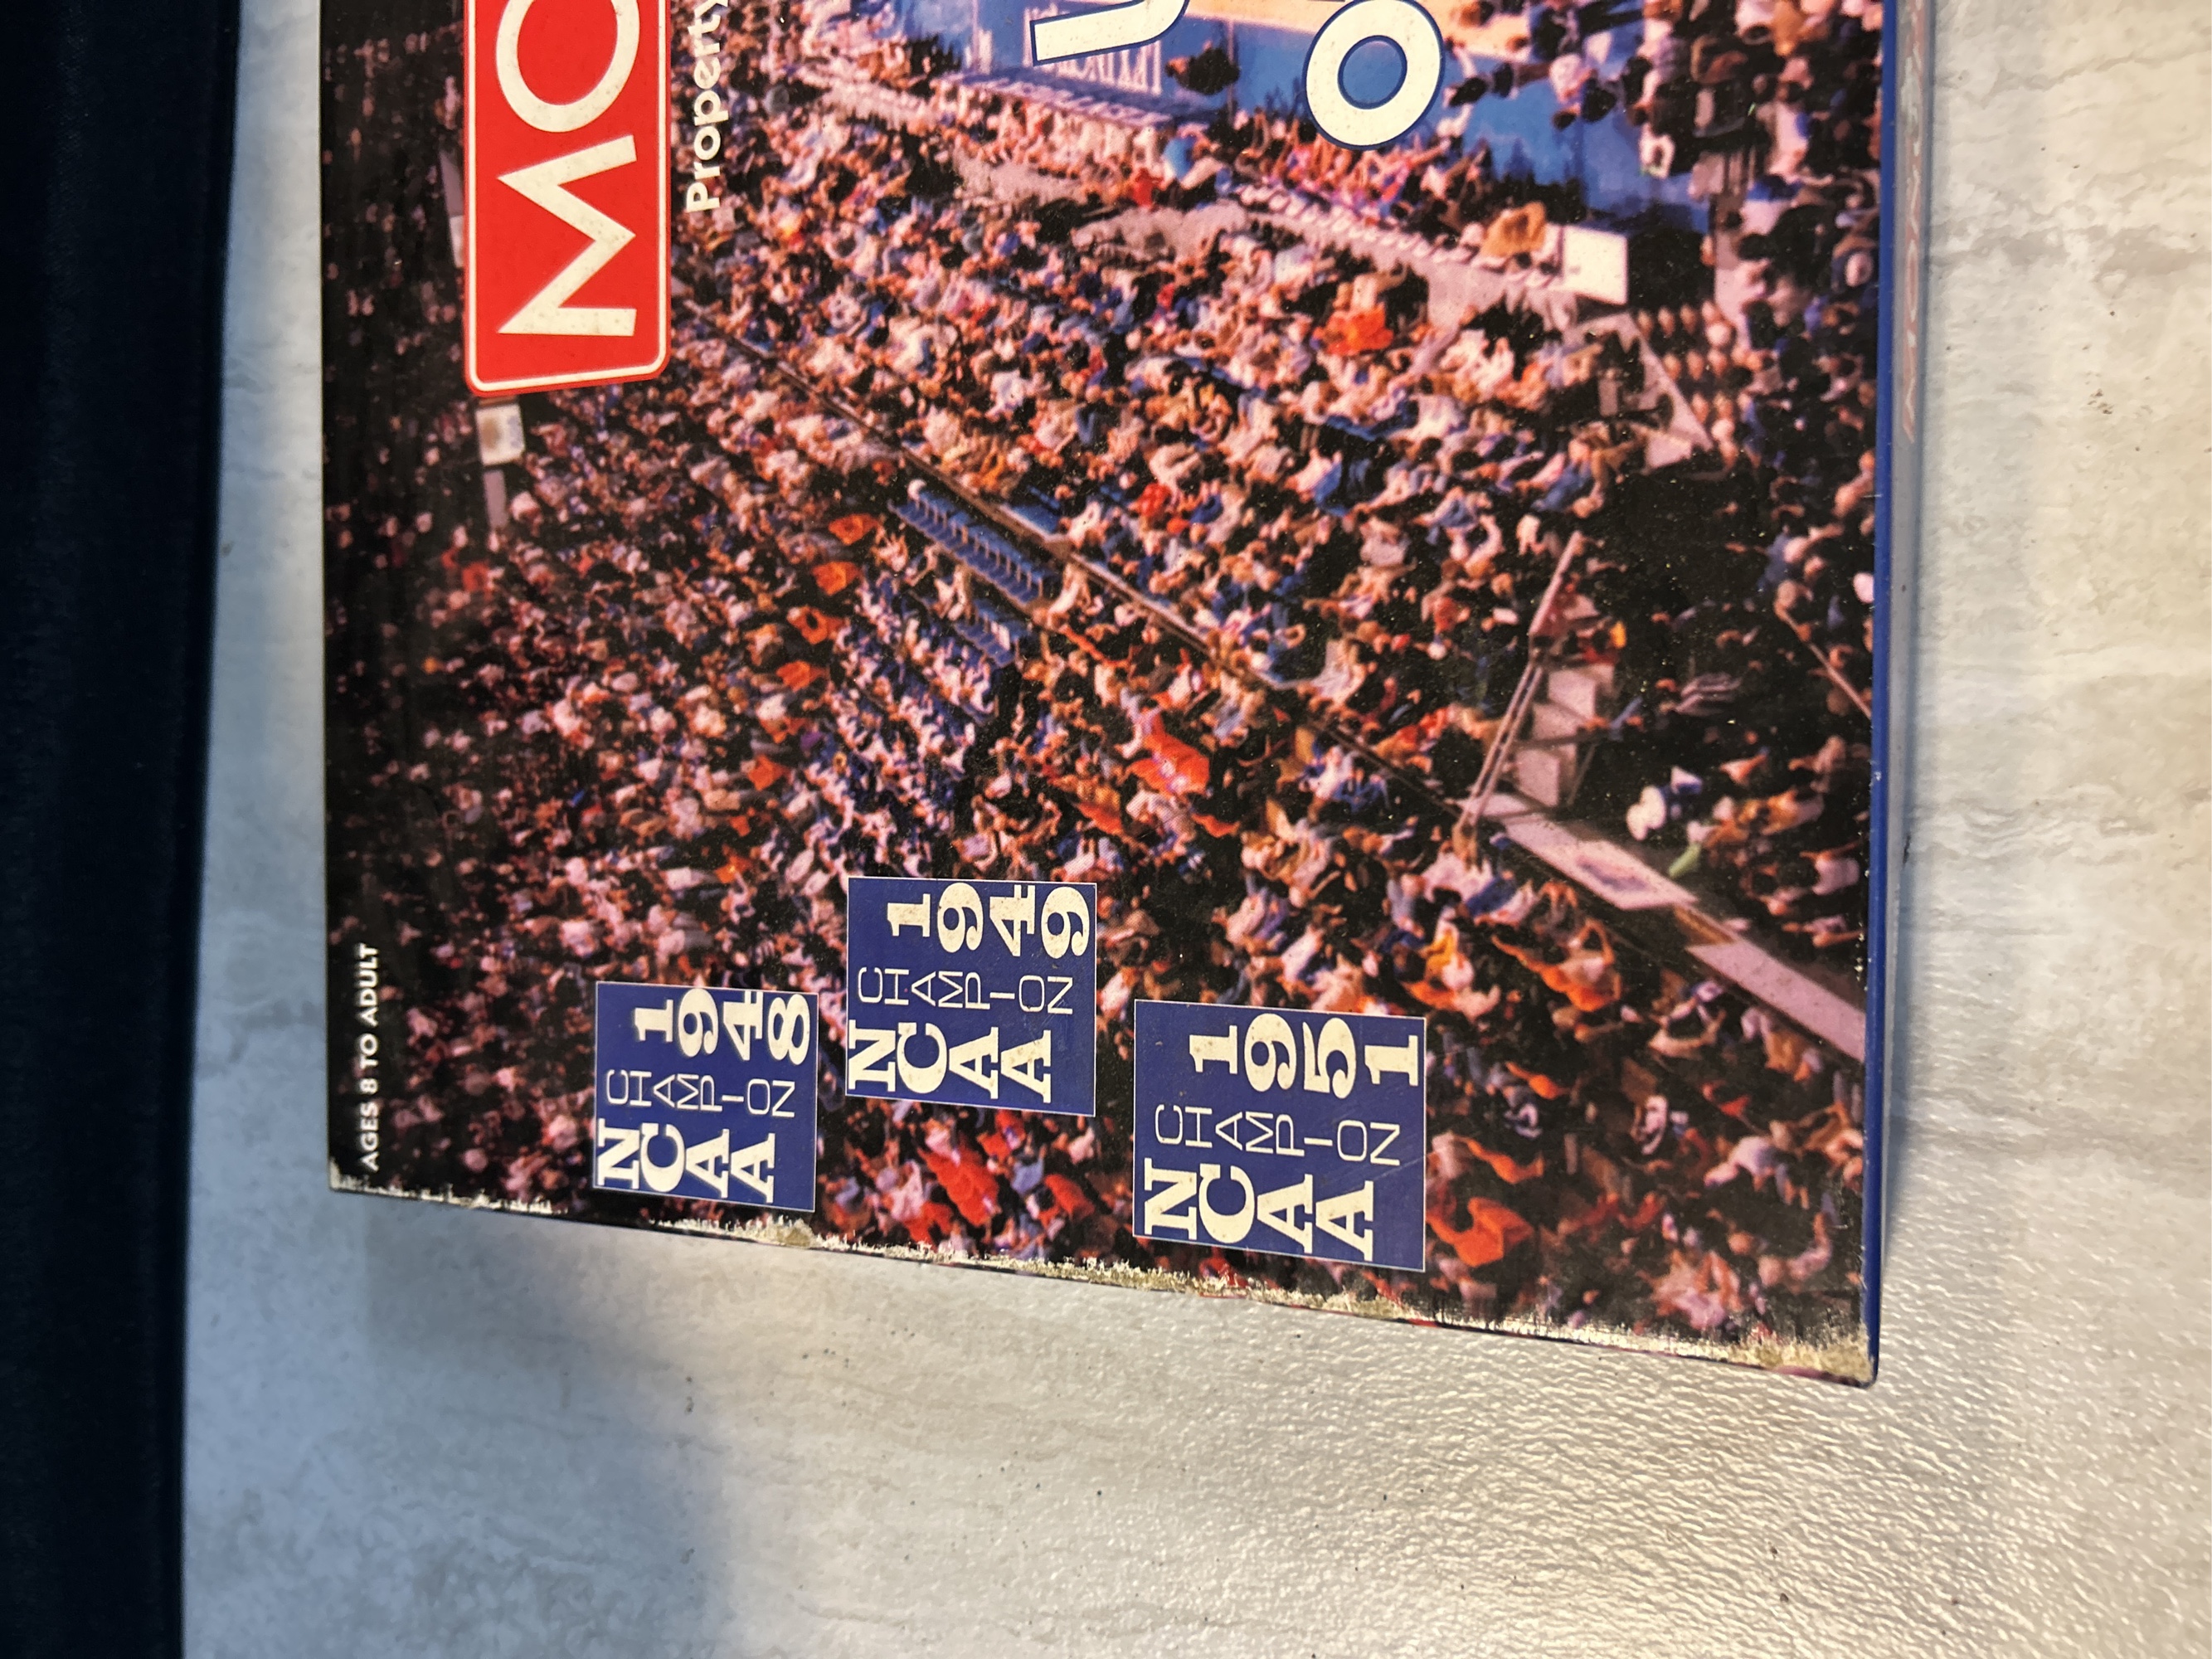 AGES 8 TO ADULT
MO
Property
NCAA CHAMPION 1948
NCAA CHAMPION 1949
NCAA CHAMPION 1951
O